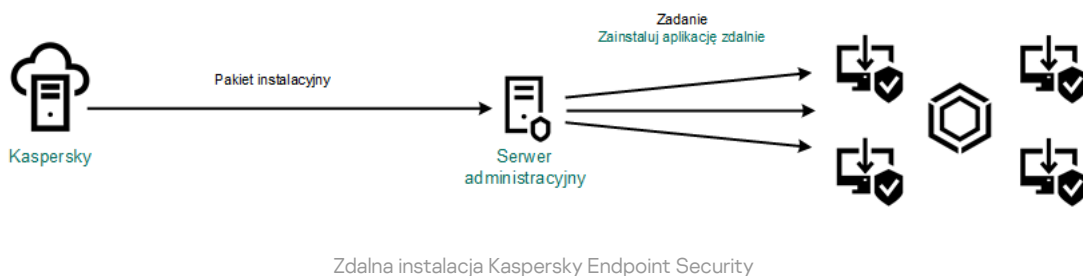 Zadanie
Zainstaluj aplikację zdalnie
Pakiet instalacyjny
Kaspersky
Serwer
administracyjny
Zdalna instalacja Kaspersky Endpoint Security